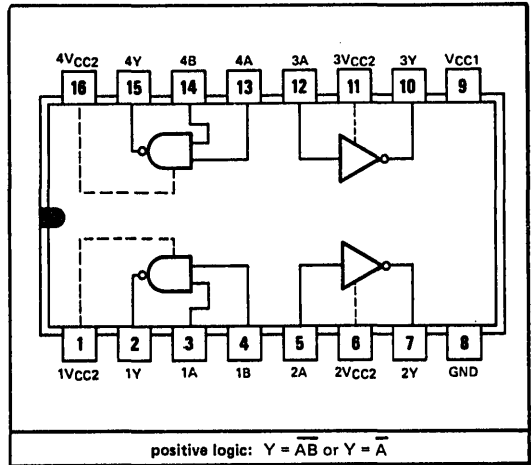 4VCC2 4Y 4B 4A 3A 3VCC2 3Y VCC1
16 15 14 13 12 11 10 9
1 2 3 4 5 6 7 8
1VCC2 1Y 1A 1B 2A 2VCC2 2Y GND
positive logic: Y = A̅B̅ or Y = A̅